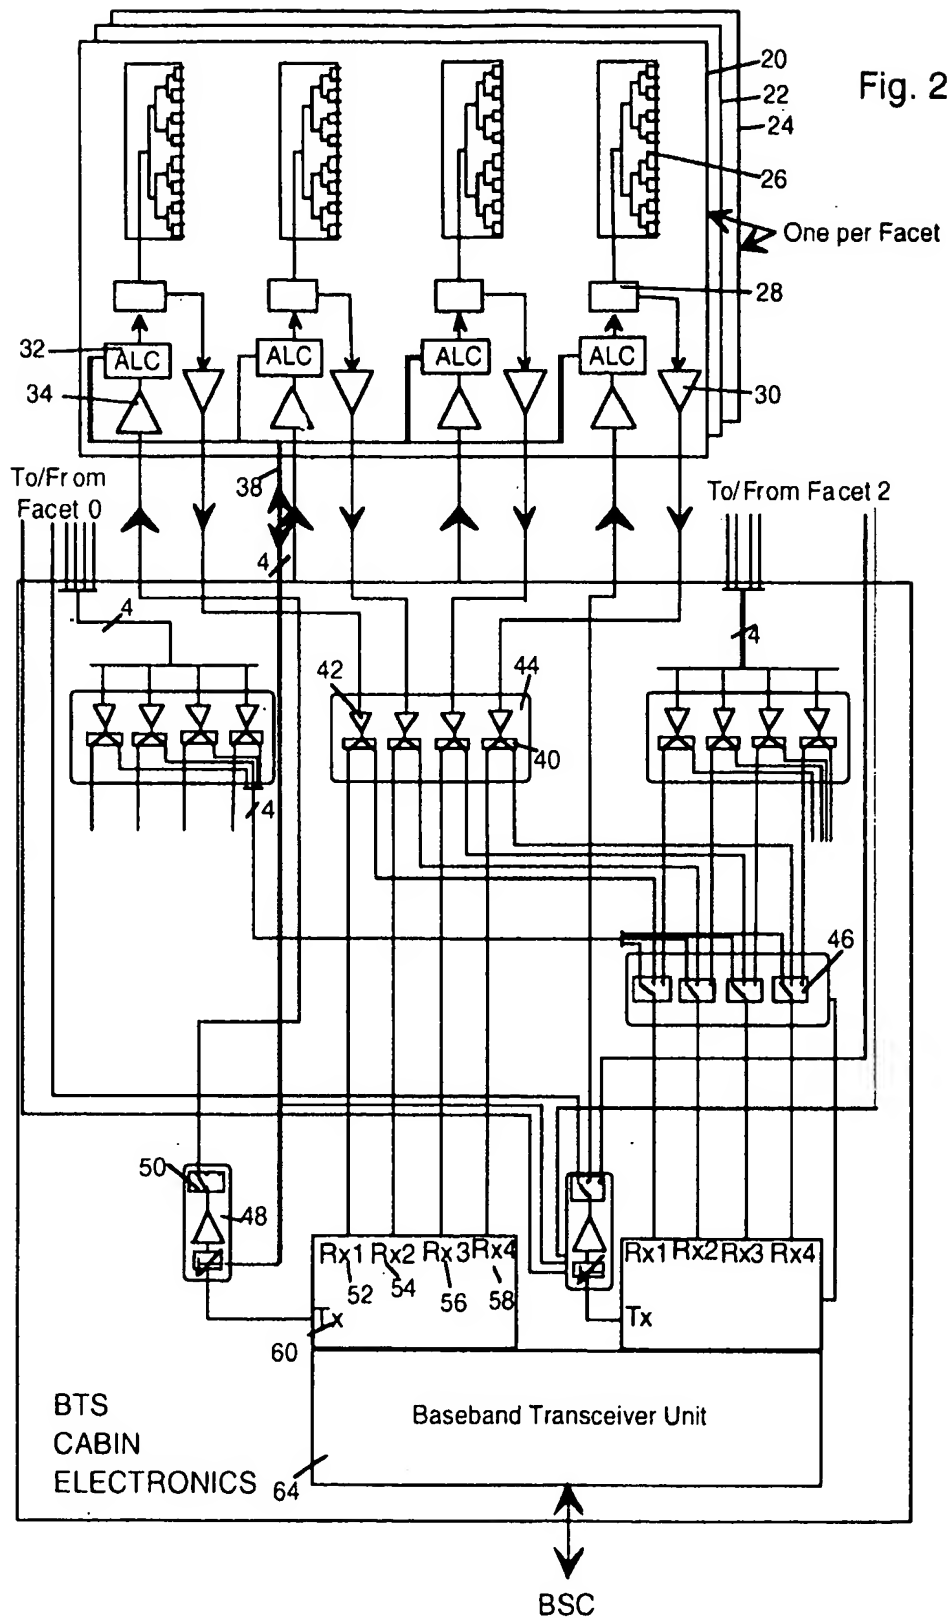 Fig. 2
20
22
24
26
One per Facet
28
32
ALC
ALC
ALC
ALC
34
30
To/From
Facet 0
38
To/From Facet 2
4
4
4
42
44
40
4
46
50
48
Rx1
Rx2
Rx3
Rx4
52
54
56
58
Tx
60
Rx1
Rx2
Rx3
Rx4
Tx
BTS
CABIN
ELECTRONICS
Baseband Transceiver Unit
64
BSC